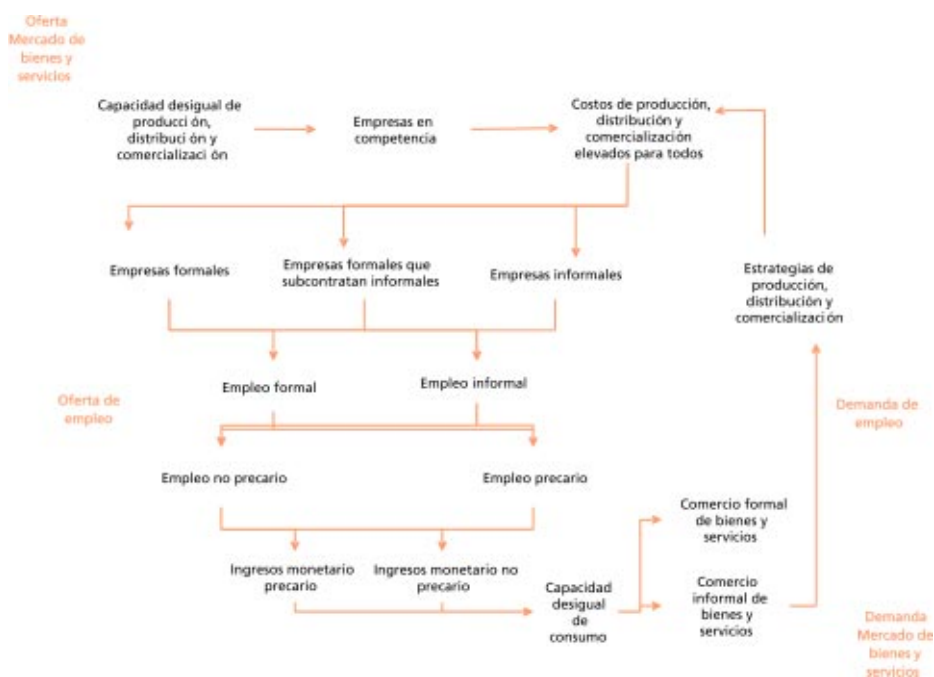 Oferta
Mercado de
bienes y
servicios
Capacidad desigual de
producci ón,
distribuci ón y
comercializaci ón
Empresas en
competencia
Costos de producción,
distribución y
comercialización
elevados para todos
Empresas formales
Empresas formales que
subcontratan informales
Empresas informales
Estrategias de
producción,
distribución y
comercializaci ón
Oferta de
empleo
Empleo formal
Empleo informal
Demanda de
empleo
Empleo no precario
Empleo precario
Comercio formal
de bienes y
servicios
Ingresos monetario
precario
Ingresos monetario no
precario
Capacidad
desigual
de
consumo
Comercio
informal de
bienes y
servicios
Demanda
Mercado de
bienes y
servicios